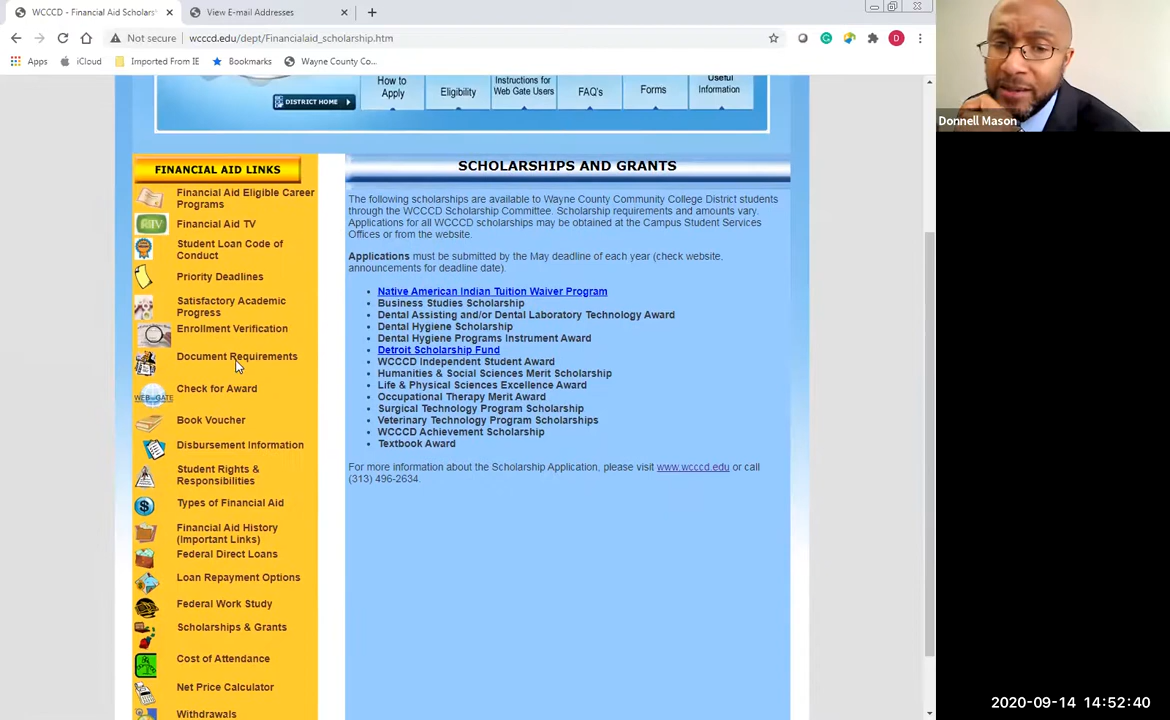 WCCCD - Financial Aid Scholars
View E-mail Addresses
Not secure
wcccd.edu/dept/Financialaid_scholarship.htm
D
Apps
iCloud
Imported From IE
Bookmarks
Wayne County Co...
DISTRICT HOME
How to
Apply
Eligibility
Instructions for
Web Gate Users
FAQ's
Forms
Useful
Information
Donnell Mason
FINANCIAL AID LINKS
Financial Aid Eligible Career
Programs
Financial Aid TV
Student Loan Code of
Conduct
Priority Deadlines
Satisfactory Academic
Progress
Enrollment Verification
Document Requirements
Check for Award
WEB GATE
Book Voucher
Disbursement Information
Student Rights &
Responsibilities
Types of Financial Aid
Financial Aid History
(Important Links)
Federal Direct Loans
Loan Repayment Options
Federal Work Study
Scholarships & Grants
Cost of Attendance
Net Price Calculator
Withdrawals
SCHOLARSHIPS AND GRANTS
The following scholarships are available to Wayne County Community College District students
through the WCCCD Scholarship Committee. Scholarship requirements and amounts vary.
Applications for all WCCCD scholarships may be obtained at the Campus Student Services
Offices or from the website.
Applications must be submitted by the May deadline of each year (check website,
announcements for deadline date).
Native American Indian Tuition Waiver Program
Business Studies Scholarship
Dental Assisting and/or Dental Laboratory Technology Award
Dental Hygiene Scholarship
Dental Hygiene Programs Instrument Award
Detroit Scholarship Fund
WCCCD Independent Student Award
Humanities & Social Sciences Merit Scholarship
Life & Physical Sciences Excellence Award
Occupational Therapy Merit Award
Surgical Technology Program Scholarship
Veterinary Technology Program Scholarships
WCCCD Achievement Scholarship
Textbook Award
For more information about the Scholarship Application, please visit www.wcccd.edu or call
(313) 496-2634.
2020-09-14 14:52:40